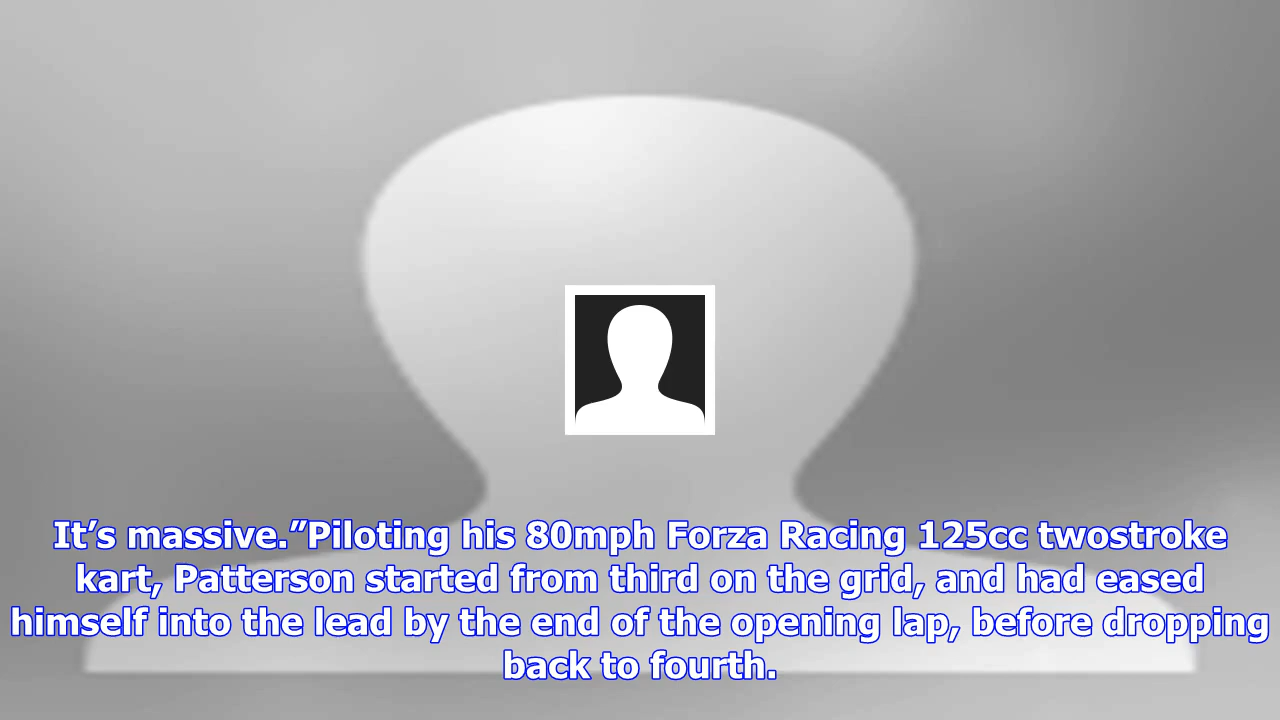 It’s massive.”Piloting his 80mph Forza Racing 125cc twostroke
kart, Patterson started from third on the grid, and had eased
himself into the lead by the end of the opening lap, before dropping
back to fourth.